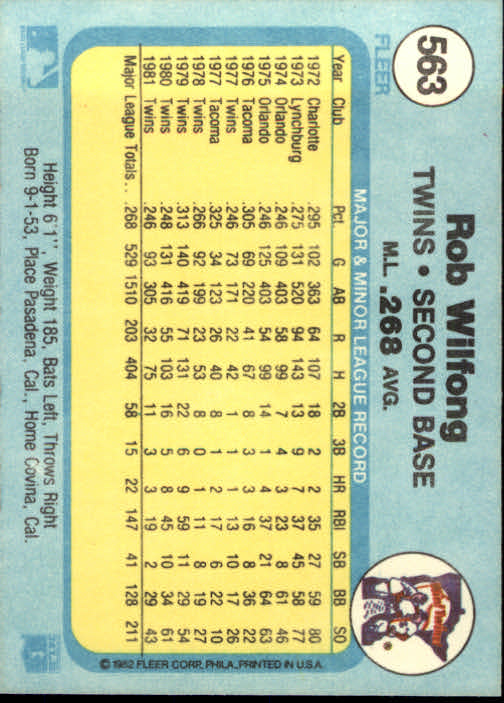 563
FLEER
Rob Wilfong
TWINS • SECOND BASE
M.L. .268 AVG.
Win! Twins!
MAJOR & MINOR LEAGUE RECORD
Year Club Pct. G AB R H 2B 3B HR RBI SB BB SO
1972 Charlotte .295 102 363 64 107 18 2 2 35 27 59 80
1973 Lynchburg .275 131 520 94 143 13 9 7 37 45 58 77
1974 Orlando .246 109 403 58 99 7 4 3 23 8 61 46
1975 Orlando .246 125 403 54 99 14 1 4 37 21 64 63
1976 Tacoma .305 69 220 41 67 8 3 3 16 8 36 22
1977 Twins .246 73 171 22 42 1 1 1 13 10 17 26
1977 Tacoma .325 34 123 26 40 8 1 2 17 6 22 17
1978 Twins .266 92 199 23 53 8 0 1 11 8 19 27
1979 Twins .313 140 419 71 131 22 6 9 59 11 29 54
1980 Twins .248 131 416 55 103 16 5 8 45 10 34 61
1981 Twins .246 93 305 32 75 11 3 3 19 2 29 43
Major League Totals . . .268 529 1510 203 404 58 15 22 147 41 128 211
© 1982 FLEER CORP. PHILA., PRINTED IN U.S.A.
Height 6'1", Weight 185, Bats Left, Throws Right
Born 9-1-53, Place Pasadena, Cal., Home Covina, Cal.